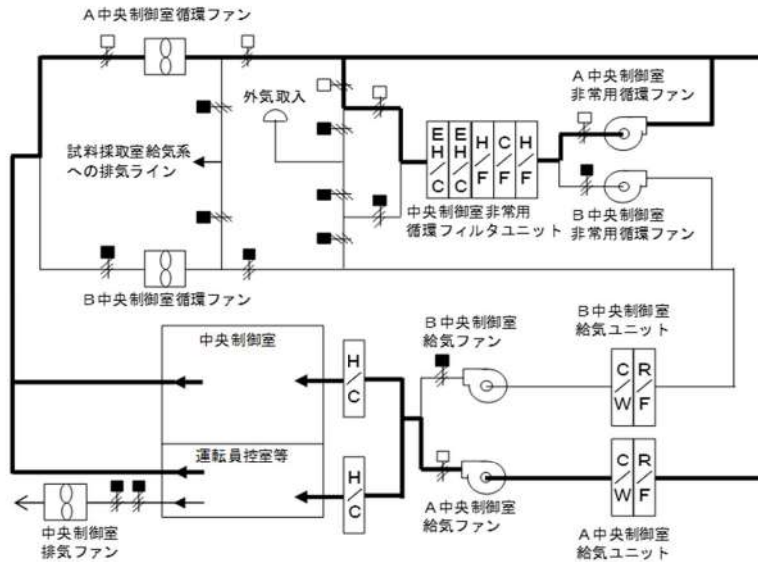 A中央制御室循環ファン
外気取入
A中央制御室
非常用循環ファン
試料採取室給気系
への排気ライン
EH/C
EH/C
H/F
C/F
H/F
中央制御室非常用
循環フィルタユニット
B中央制御室
非常用循環ファン
B中央制御室循環ファン
中央制御室
H/C
B中央制御室
給気ファン
B中央制御室
給気ユニット
C/W
R/F
運転員控室等
H/C
C/W
R/F
中央制御室
排気ファン
A中央制御室
給気ファン
A中央制御室
給気ユニット